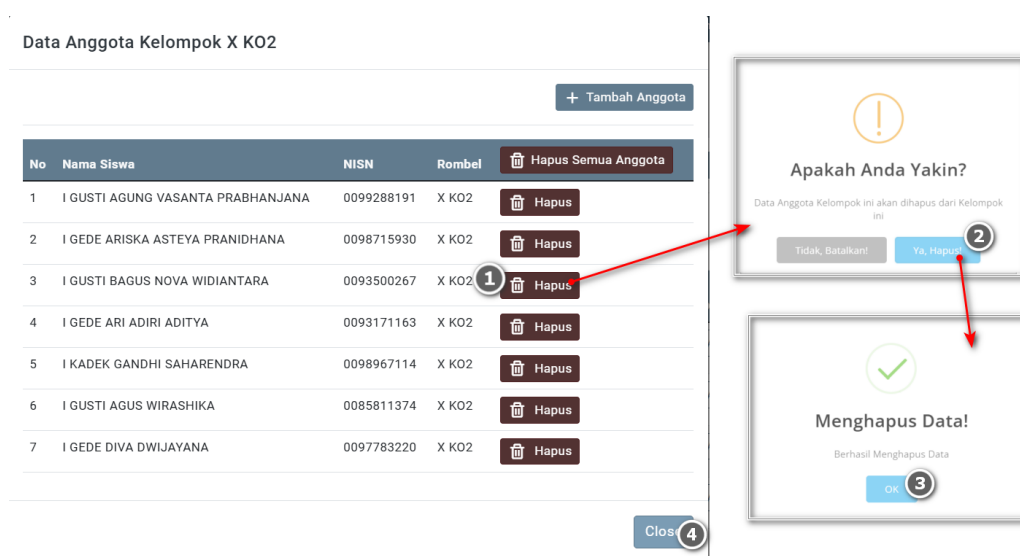 Data Anggota Kelompok X KO2
+ Tambah Anggota
No Nama Siswa NISN Rombel Hapus Semua Anggota
1 I GUSTI AGUNG VASANTA PRABHANJANA 0099288191 X KO2 Hapus
2 I GEDE ARISKA ASTEYA PRANIDHANA 0098715930 X KO2 Hapus
3 I GUSTI BAGUS NOVA WIDIANTARA 0093500267 X KO2 1 Hapus
4 I GEDE ARI ADIRI ADITYA 0093171163 X KO2 Hapus
5 I KADEK GANDHI SAHARENDRA 0098967114 X KO2 Hapus
6 I GUSTI AGUS WIRASHIKA 0085811374 X KO2 Hapus
7 I GEDE DIVA DWIJAYANA 0097783220 X KO2 Hapus
Close 4
Apakah Anda Yakin?
Data Anggota Kelompok ini akan dihapus dari Kelompok
ini
Tidak, Batalkan! Ya, Hapus! 2
Menghapus Data!
Berhasil Menghapus Data
OK 3